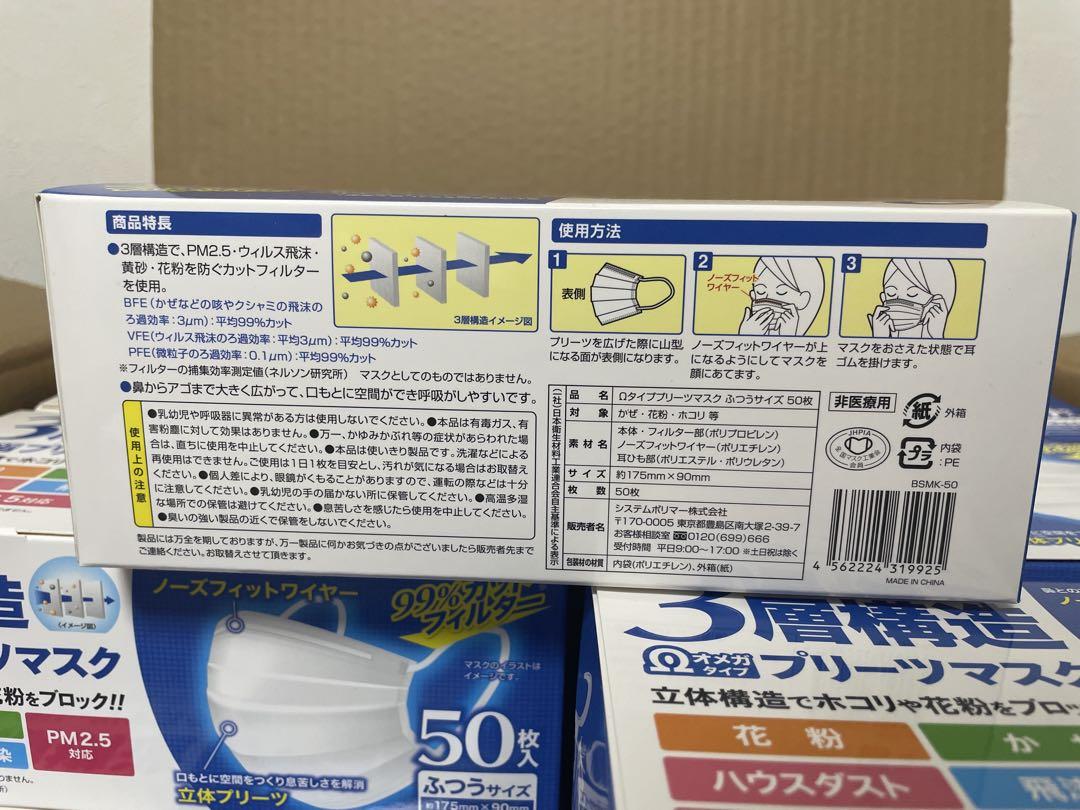 商品特長
●3層構造で、PM2.5・ウィルス飛沫・
黄砂・花粉を防ぐカットフィルター
を使用。
BFE（かぜなどの咳やクシャミの飛沫の
ろ過効率：3μm）：平均99%カット
VFE（ウィルス飛沫のろ過効率：平均3μm）：平均99%カット
PFE（微粒子のろ過効率：0.1μm）：平均99%カット
※フィルターの捕集効率測定値（ネルソン研究所） マスクとしてのものではありません。
●鼻からアゴまで大きく広がって、口もとに空間ができ呼吸がしやすいです。
3層構造イメージ図
使用上の注意
●乳幼児や呼吸器に異常がある方は使用しないでください。●本品は有毒ガス、有
害粉塵に対して効果はありません。●万一、かゆみかぶれ等の症状があらわれた場
合は、直ちに使用を中止してください。●本品は使いきり製品です。洗濯などによる
再使用はできません。ご使用は1日1枚を目安とし、汚れが気になる場合はお取替え
ください。●個人差により、眼鏡がくもることがありますので、運転の際などは十分
に注意してください。●乳幼児の手の届かない所に保管してください。●高温多湿
な場所での保管は避けてください。●息苦しさを感じたら使用を中止してください。
●臭いの強い製品の近くで保管をしないでください。
製品には万全を期しておりますが、万一製品に何かお気づきの点がございましたら販売者先まで
ご連絡ください。お取替えさせて頂きます。
使用方法
1
表側
プリーツを広げた際に山型
になる面が表側になります。
2
ノーズフィット
ワイヤー
ノーズフィットワイヤーが上
になるようにしてマスクを
顔にあてます。
3
マスクをおさえた状態で耳
ゴムを掛けます。
(社)日本衛生材料工業連合会自主基準による表示
品名 Ωタイププリーツマスク ふつうサイズ 50枚
対象 かぜ・花粉・ホコリ 等
素材名 本体・フィルター部（ポリプロピレン）
ノーズフィットワイヤー（ポリエチレン）
耳ひも部（ポリエステル・ポリウレタン）
サイズ 約175mm×90mm
枚数 50枚
販売者名 システムポリマー株式会社
〒170-0005 東京都豊島区南大塚2-39-7
お客様相談室 0120(699)666
受付時間 平日9:00〜17:00 ※土日祝は除く
包装材の材質 内袋（ポリエチレン）、外箱（紙）
非医療用
紙
外箱
JHPIA
全国マスク工業会
会員
プラ
内袋
：PE
BSMK-50
4 562224 319925
MADE IN CHINA
造
(イメージ図)
ツマスク
花粉をブロック!!
PM2.5
対応
ノーズフィットワイヤー
99%カット
フィルター
マスクのイラストは
イメージです。
50枚入
ふつうサイズ
約175mm×90mm
口もとに空間をつくり息苦しさを解消
立体プリーツ
3層構造
Ω オメガタイプ プリーツマスク
立体構造でホコリや花粉をブロッ
花粉
か
ハウスダスト
飛沫